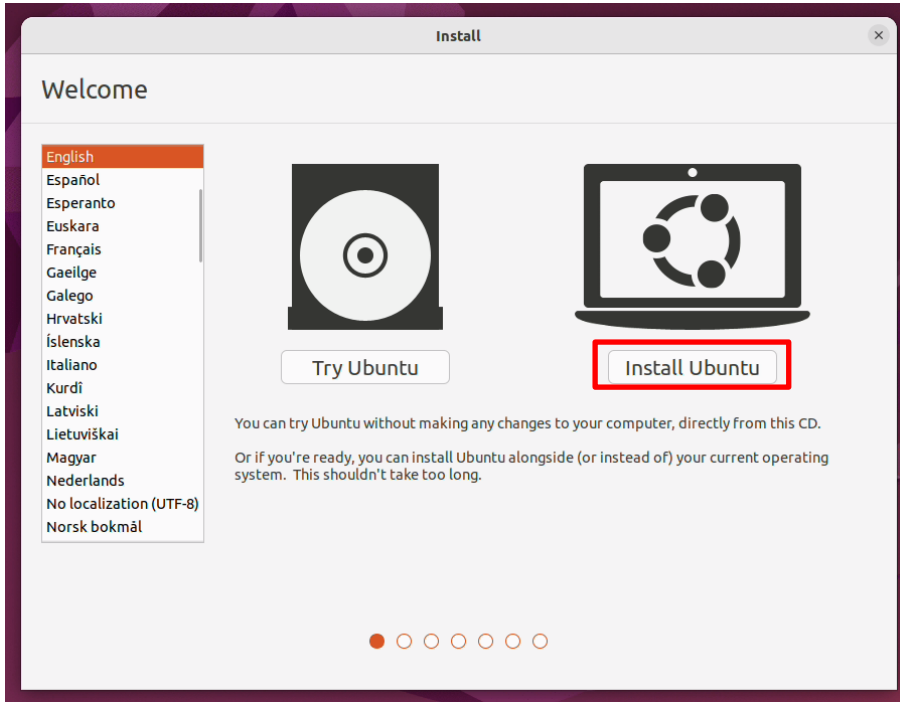 Install
Welcome
English
Español
Esperanto
Euskara
Français
Gaeilge
Galego
Hrvatski
Íslenska
Italiano
Kurdî
Latviski
Lietuviškai
Magyar
Nederlands
No localization (UTF-8)
Norsk bokmål
Try Ubuntu
Install Ubuntu
You can try Ubuntu without making any changes to your computer, directly from this CD.
Or if you're ready, you can install Ubuntu alongside (or instead of) your current operating
system. This shouldn't take too long.